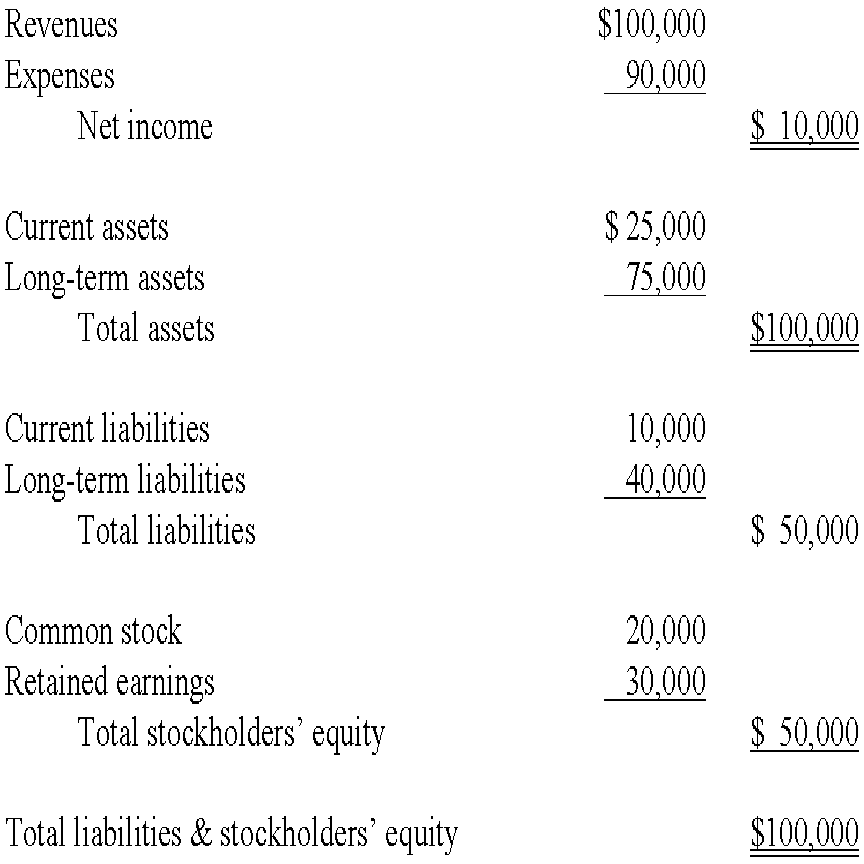 Revenues $100,000
Expenses 90,000
Net income $ 10,000
Current assets $ 25,000
Long-term assets 75,000
Total assets $100,000
Current liabilities 10,000
Long-term liabilities 40,000
Total liabilities $ 50,000
Common stock 20,000
Retained earnings 30,000
Total stockholders’ equity $ 50,000
Total liabilities & stockholders’ equity $100,000